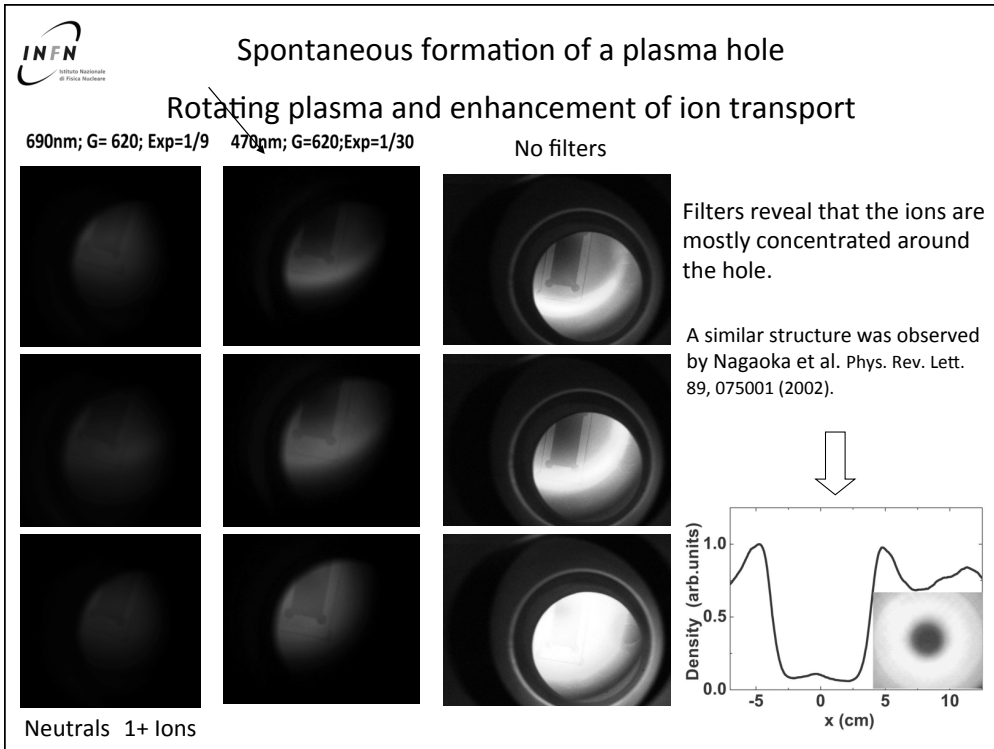 INFN
Istituto Nazionale
di Fisica Nucleare
Spontaneous formation of a plasma hole
Rotating plasma and enhancement of ion transport
690nm; G= 620; Exp=1/9
470nm; G=620;Exp=1/30
No filters
Filters reveal that the ions are
mostly concentrated around
the hole.
A similar structure was observed
by Nagaoka et al. Phys. Rev. Lett.
89, 075001 (2002).
Density (arb.units)
1.0
0.5
0.0
-5
0
5
10
x (cm)
Neutrals 1+ Ions